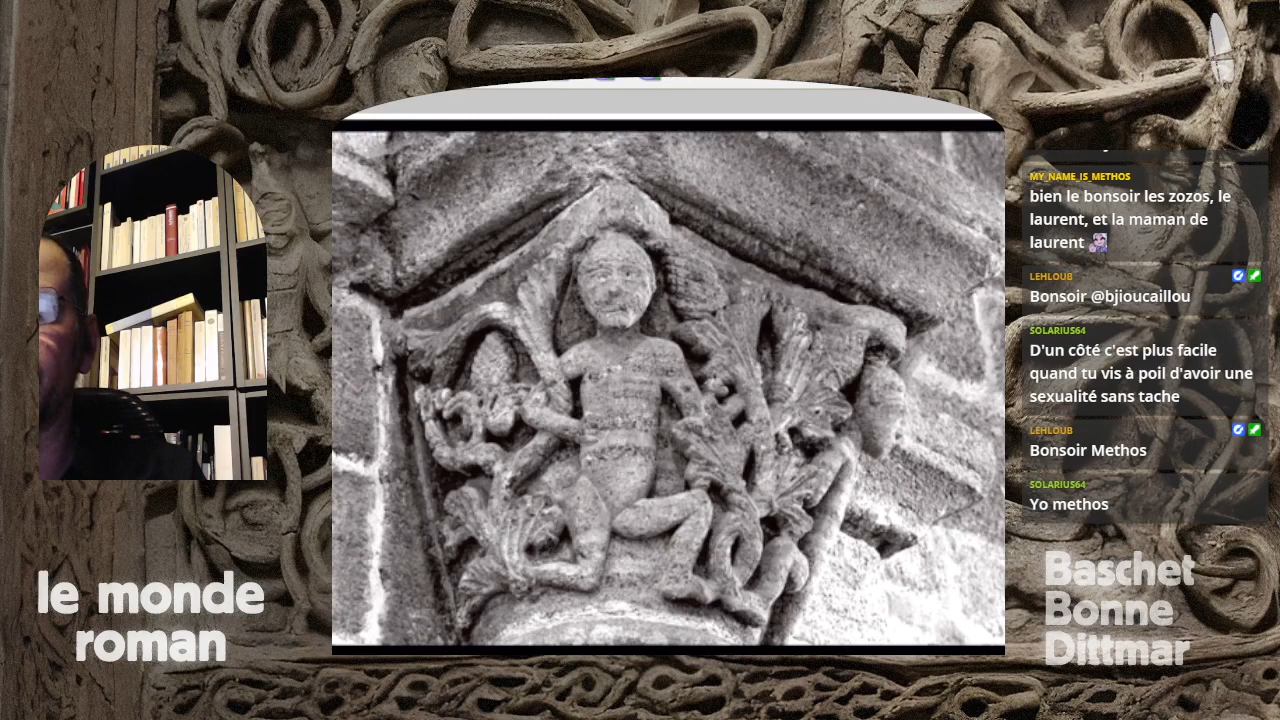 MY_NAME_IS_METHOS
bien le bonsoir les zozos, le
laurent, et la maman de
laurent
LEHLOUB
Bonsoir @bjioucaillou
SOLARIUS64
D'un côté c'est plus facile
quand tu vis à poil d'avoir une
sexualité sans tache
LEHLOUB
Bonsoir Methos
SOLARIUS64
Yo methos
le monde
roman
Baschet
Bonne
Dittmar